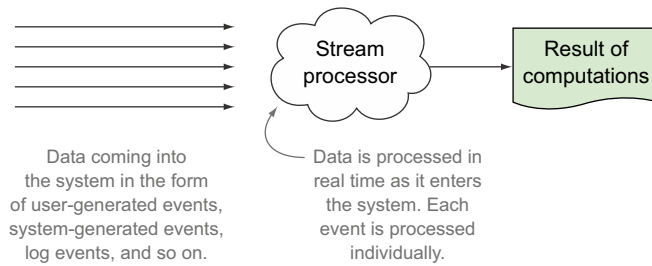 Stream
processor
Result of
computations
Data coming into
the system in the form
of user-generated events,
system-generated events,
log events, and so on.
Data is processed in
real time as it enters
the system. Each
event is processed
individually.